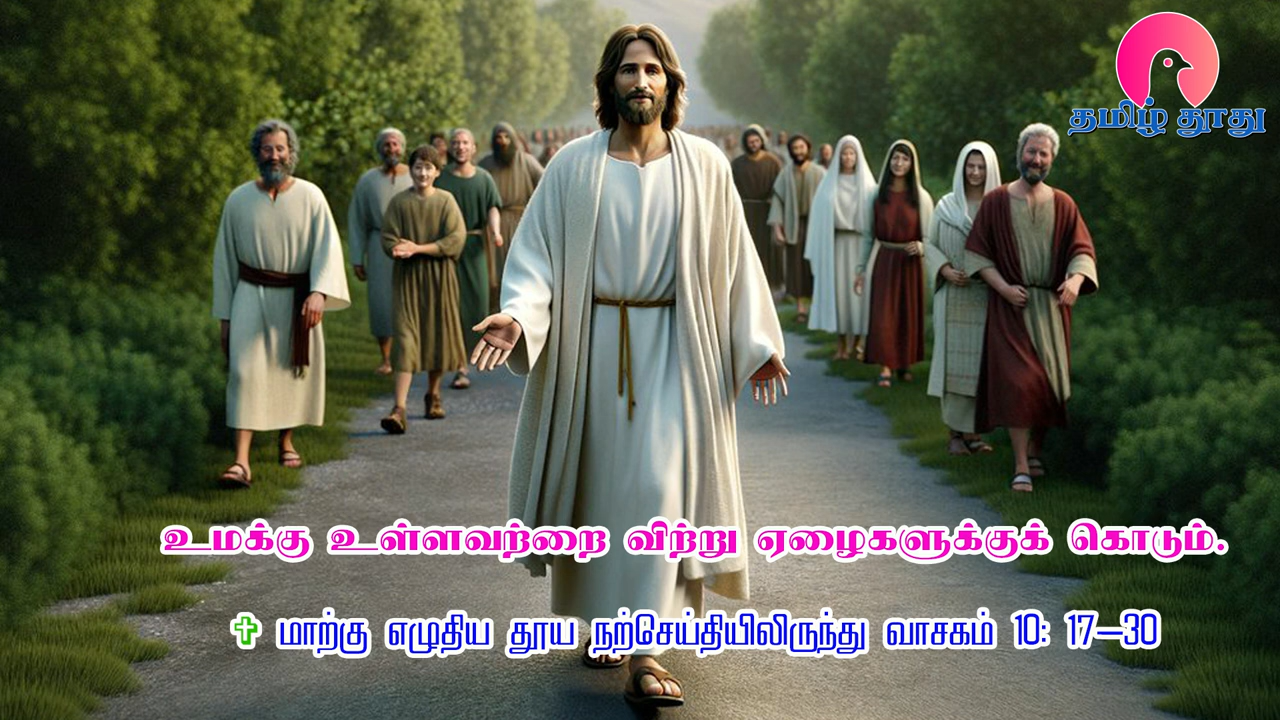 தமிழ் தூது
உமக்கு உள்ளவற்றை விற்று ஏழைகளுக்குக் கொடும்.
✞ மாற்கு எழுதிய தூய நற்சேய்தியிலிருந்து வாசகம் 10: 17–30